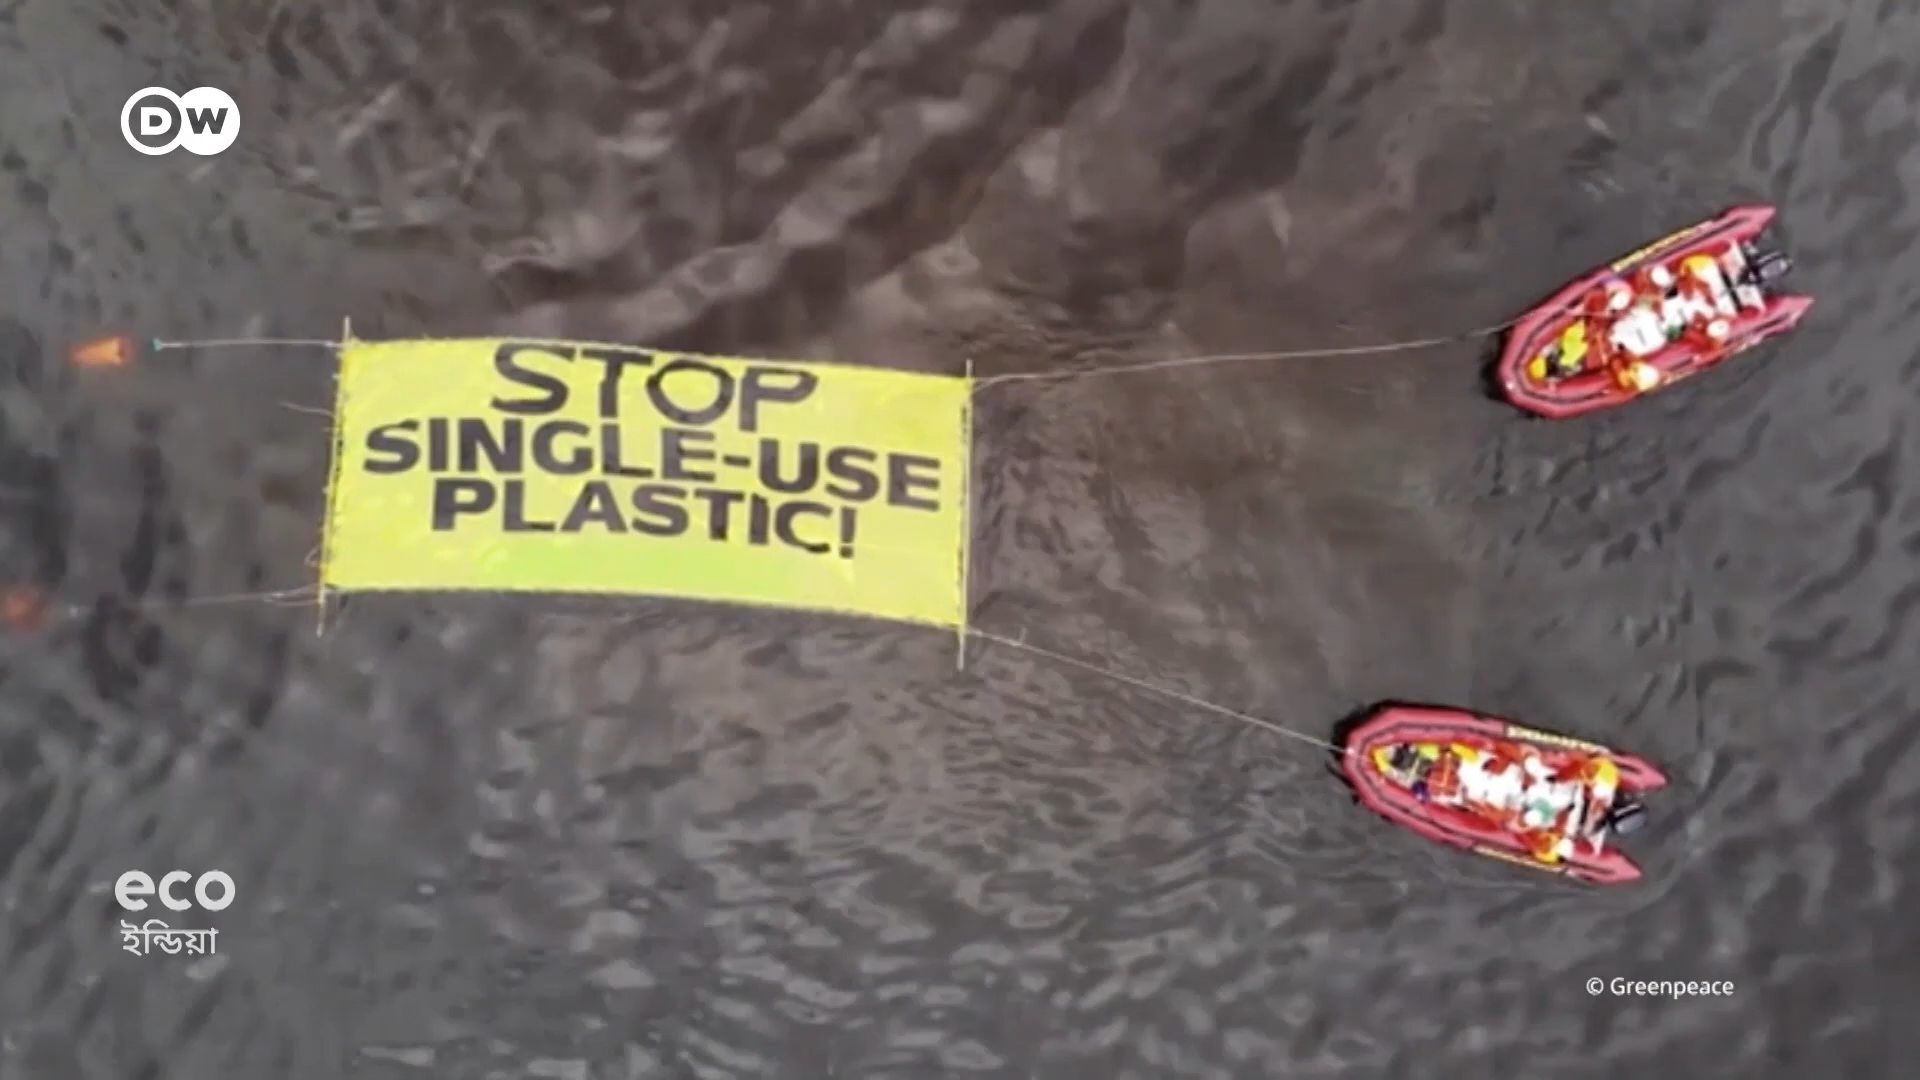 DW
STOP
SINGLE-USE
PLASTIC!
eco
ইন্ডিয়া
© Greenpeace